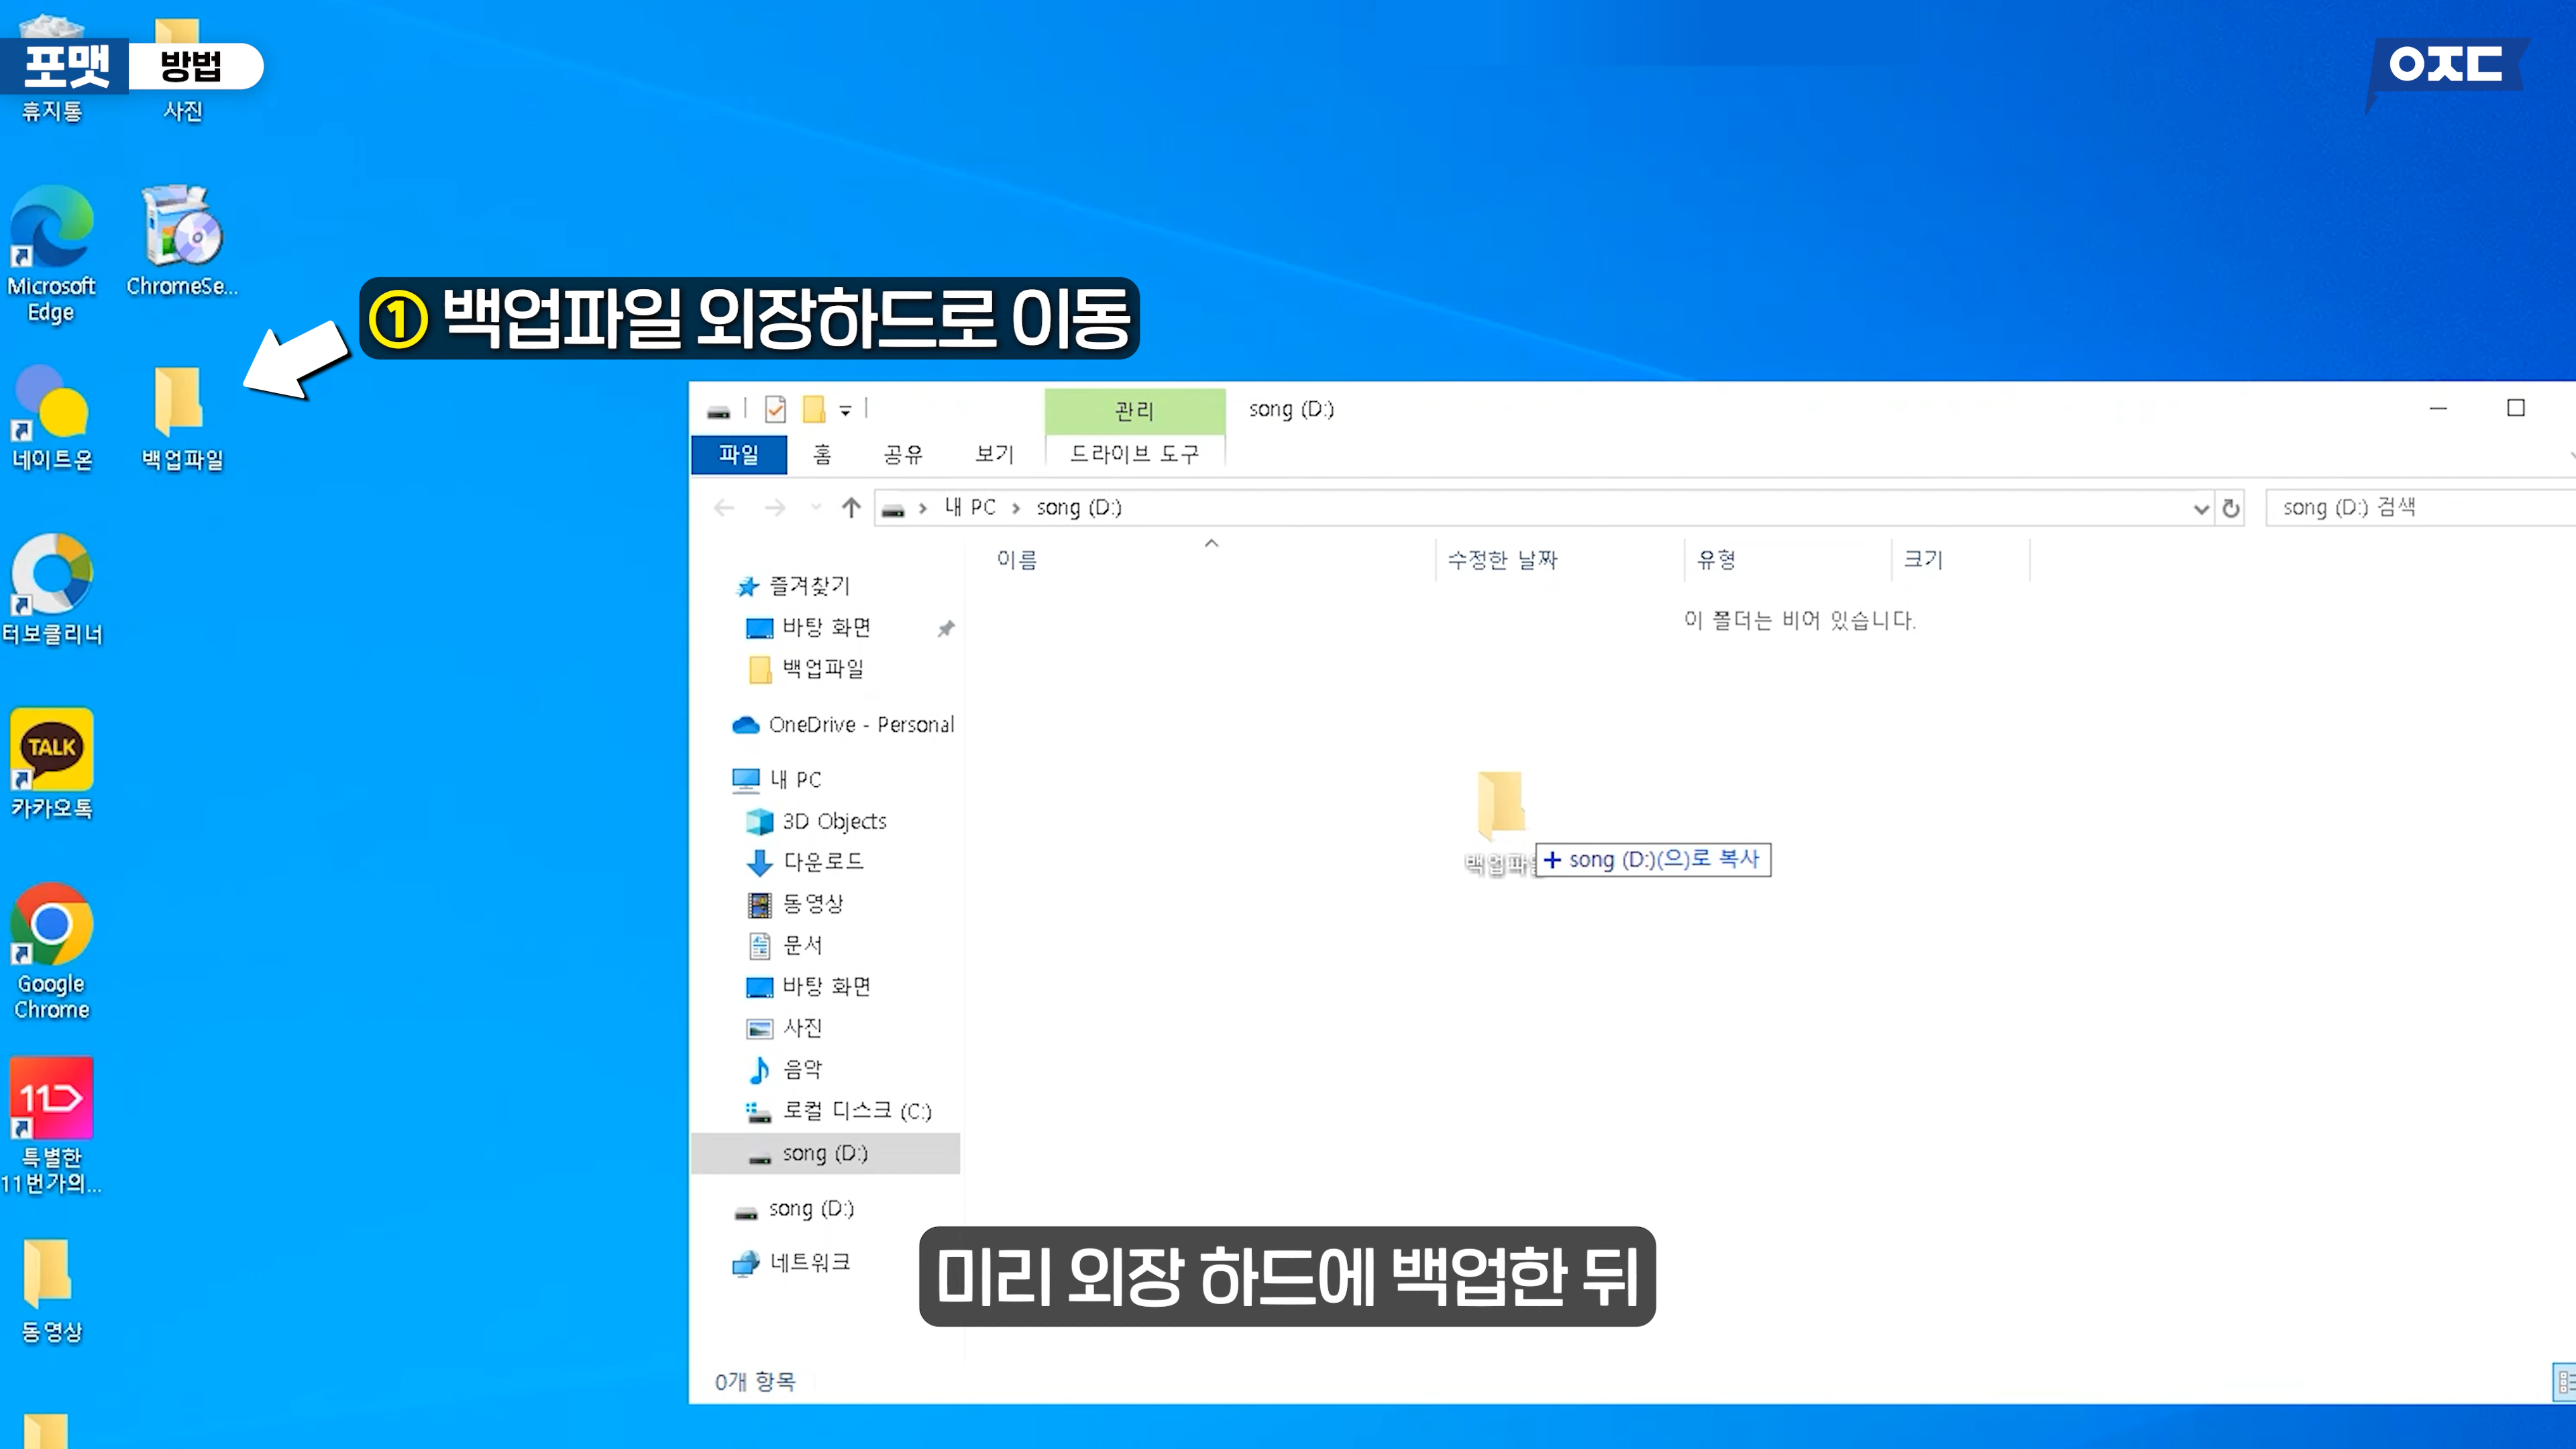 포맷 방법
오지드
휴지통
사진
Microsoft
Edge
ChromeSe...
① 백업파일 외장하드로 이동
네이트온
백업파일
터보클리너
TALK
카카오톡
Google
Chrome
11
특별한
11번가의...
동영상
관리
song (D:)
파일
홈
공유
보기
드라이브 도구
내 PC
song (D:)
song (D:) 검색
이름
수정한 날짜
유형
크기
이 폴더는 비어 있습니다.
즐겨찾기
바탕 화면
백업파일
OneDrive - Personal
내 PC
3D Objects
다운로드
동영상
문서
바탕 화면
사진
음악
로컬 디스크 (C:)
song (D:)
song (D:)
네트워크
song (D:)(으)로 복사
미리 외장 하드에 백업한 뒤
0개 항목